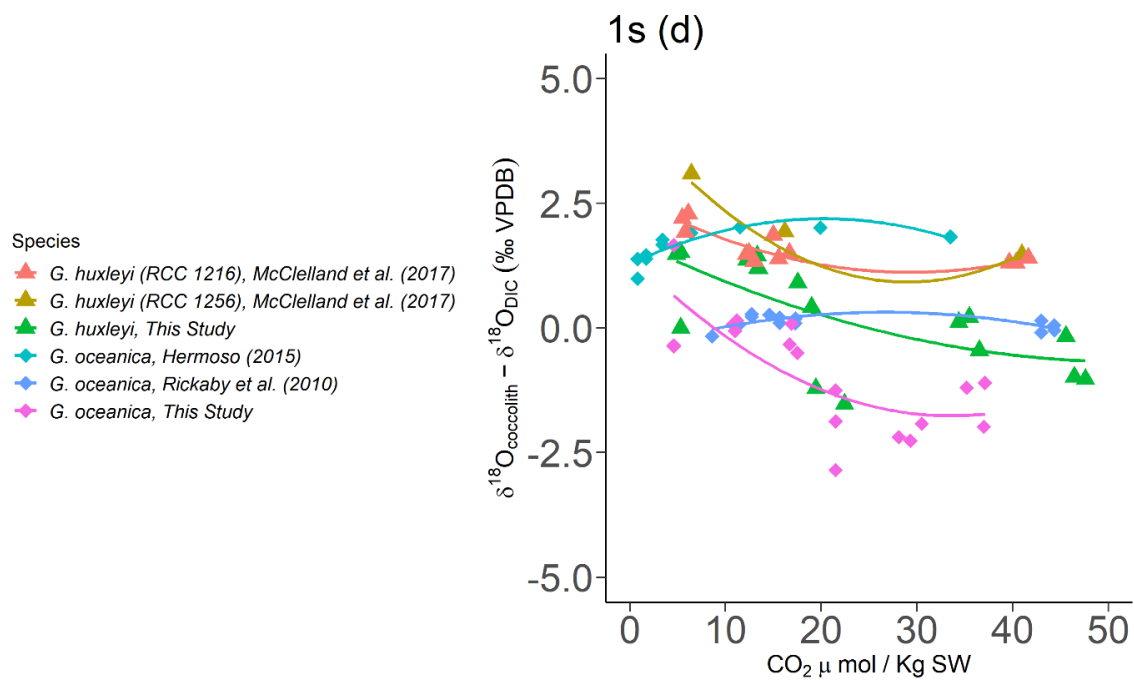 1s (d)
Species
G. huxleyi (RCC 1216), McClelland et al. (2017)
G. huxleyi (RCC 1256), McClelland et al. (2017)
G. huxleyi, This Study
G. oceanica, Hermoso (2015)
G. oceanica, Rickaby et al. (2010)
G. oceanica, This Study
δ¹⁸O_coccolith − δ¹⁸O_DIC (‰ VPDB)
5.0
2.5
0.0
-2.5
-5.0
0 10 20 30 40 50
CO₂ μ mol / Kg SW